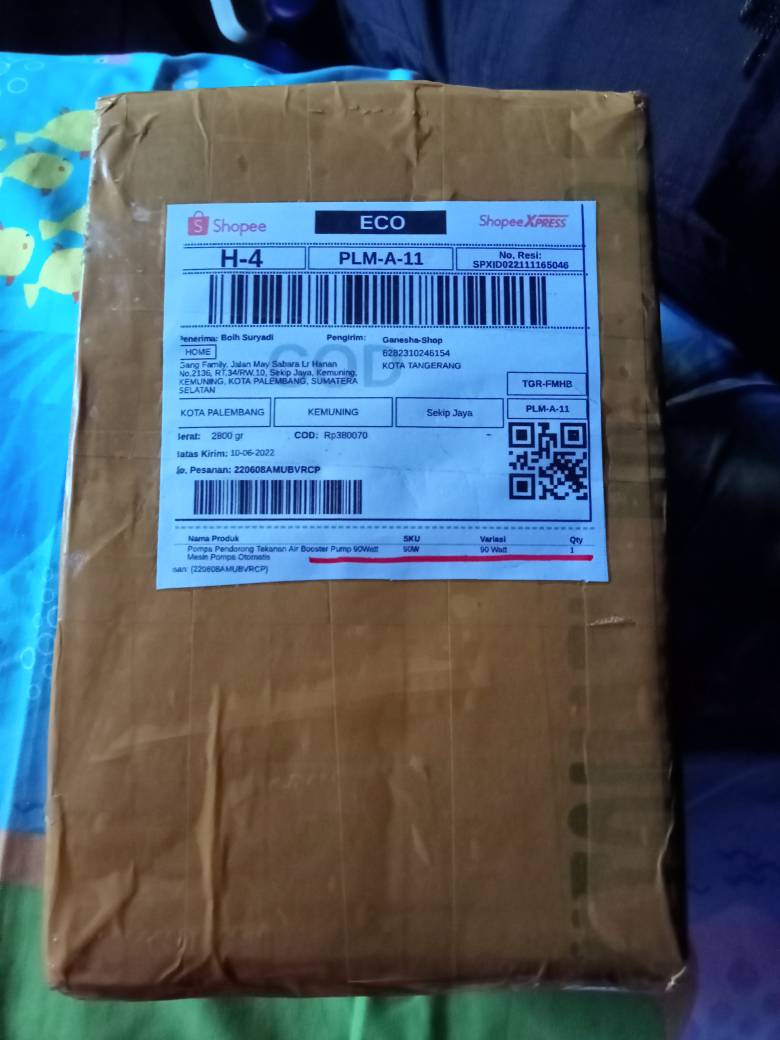 Shopee
ECO
Shopee XPRESS
H-4
PLM-A-11
No. Resi:
SPXID022111165046
Penerima: Boih Suryadi
Pengirim: Ganesha-Shop
HOME
6282310246154
KOTA TANGERANG
COD
Gang Family, Jalan May Sabara Lr Hanan
No.2136, RT.34/RW.10, Sekip Jaya, Kemuning,
KEMUNING, KOTA PALEMBANG, SUMATERA
SELATAN
TGR-FMHB
KOTA PALEMBANG
KEMUNING
Sekip Jaya
PLM-A-11
Berat: 2800 gr
COD: Rp380070
Batas Kirim: 10-06-2022
No. Pesanan: 220608AMUBVRCP
Nama Produk SKU Variasi Qty
Pompa Pendorong Tekanan Air Booster Pump 90Watt 90W 90 Watt 1
Mesin Pompa Otomatis
san: (220608AMUBVRCP)